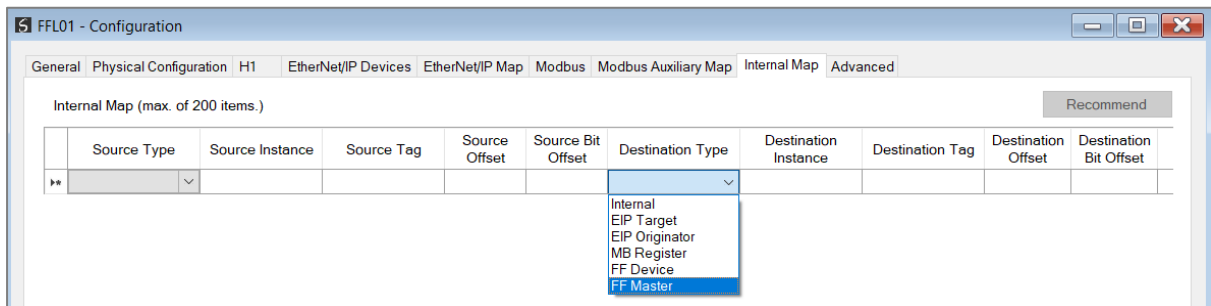 FFL01 - Configuration
General Physical Configuration H1 EtherNet/IP Devices EtherNet/IP Map Modbus Modbus Auxiliary Map Internal Map Advanced
Internal Map (max. of 200 items.) Recommend
Source Type Source Instance Source Tag Source Offset Source Bit Offset Destination Type Destination Instance Destination Tag Destination Offset Destination Bit Offset
Internal
EIP Target
EIP Originator
MB Register
FF Device
FF Master